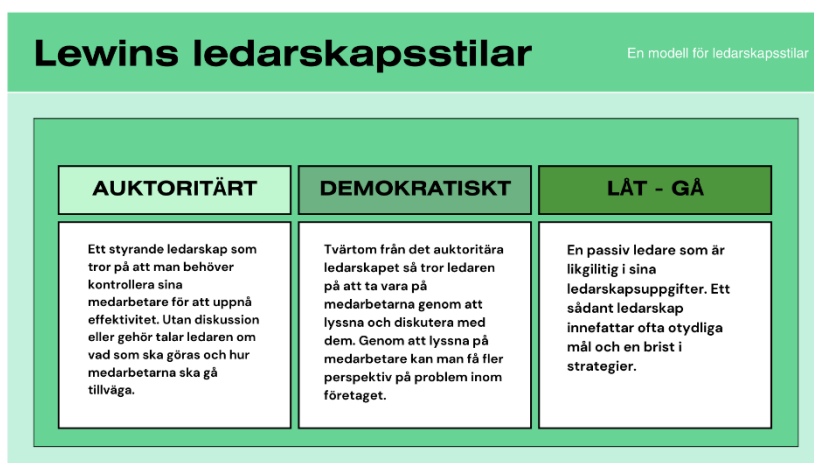 Lewins ledarskapsstilar
En modell för ledarskapsstilar
AUKTORITÄRT
Ett styrande ledarskap som
tror på att man behöver
kontrollera sina
medarbetare för att uppnå
effektivitet. Utan diskussion
eller gehör talar ledaren om
vad som ska göras och hur
medarbetarna ska gå
tillväga.
DEMOKRATISKT
Tvärtom från det auktoritära
ledarskapet så tror ledaren
på att ta vara på
medarbetarna genom att
lyssna och diskutera med
dem. Genom att lyssna på
medarbetare kan man få fler
perspektiv på problem inom
företaget.
LÅT - GÅ
En passiv ledare som är
likgilitig i sina
ledarskapsuppgifter. Ett
sådant ledarskap
innefattar ofta otydliga
mål och en brist i
strategier.